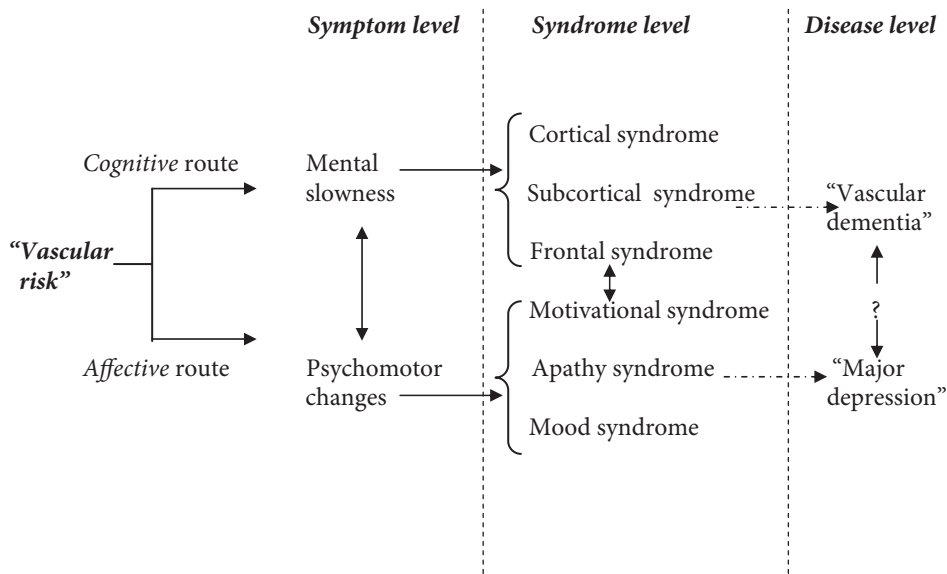 Symptom level
Syndrome level
Disease level
Cognitive route
Mental
slowness
Cortical syndrome
Subcortical syndrome
Frontal syndrome
“Vascular
dementia”
“Vascular
risk”
Motivational syndrome
?
Affective route
Psychomotor
changes
Apathy syndrome
Mood syndrome
“Major
depression”